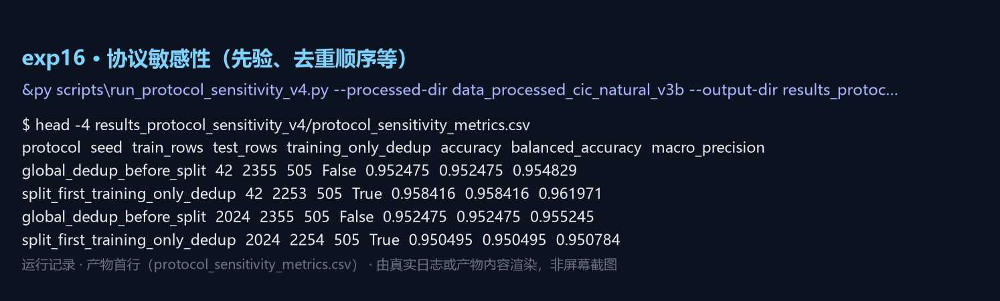 exp16 • 协议敏感性（先验、去重顺序等）
&py scripts\run_protocol_sensitivity_v4.py --processed-dir data_processed_cic_natural_v3b --output-dir results_protoc...
$ head -4 results_protocol_sensitivity_v4/protocol_sensitivity_metrics.csv
protocol seed train_rows test_rows training_only_dedup accuracy balanced_accuracy macro_precision
global_dedup_before_split 42 2355 505 False 0.952475 0.952475 0.954829
split_first_training_only_dedup 42 2253 505 True 0.958416 0.958416 0.961971
global_dedup_before_split 2024 2355 505 False 0.952475 0.952475 0.955245
split_first_training_only_dedup 2024 2254 505 True 0.950495 0.950495 0.950784
运行记录 · 产物首行（protocol_sensitivity_metrics.csv） · 由真实日志或产物内容渲染，非屏幕截图